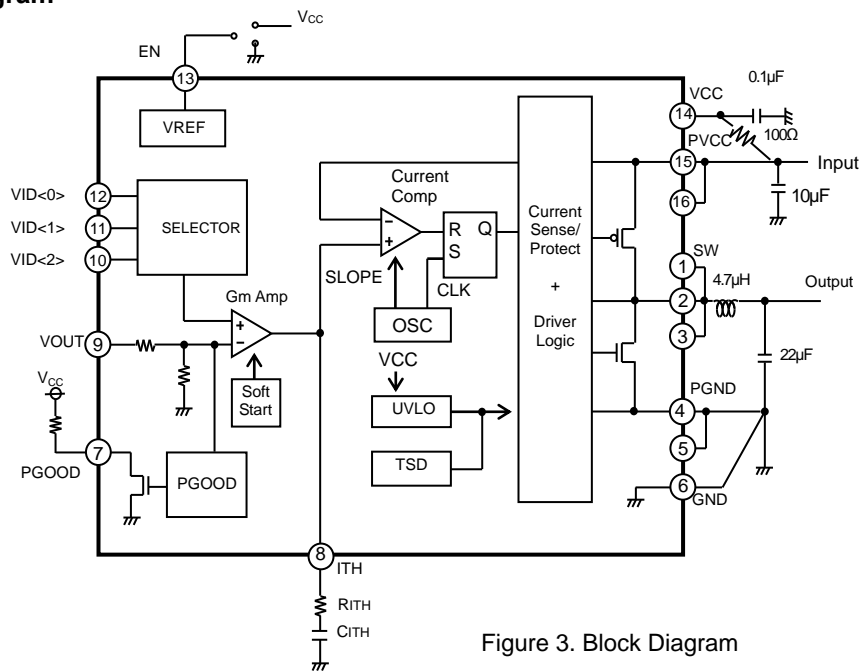 gram
VCC
EN
13
VREF
VID<0>
12
VID<1>
11
VID<2>
10
SELECTOR
Gm Amp
+
−
VOUT
9
Soft
Start
VCC
7
PGOOD
PGOOD
8
ITH
RITH
CITH
Current
Comp
−
+
R
Q
S
SLOPE
CLK
OSC
VCC
UVLO
TSD
Current
Sense/
Protect
+
Driver
Logic
0.1µF
VCC
14
100Ω
PVCC
15
Input
16
10µF
SW
1
4.7µH
2
Output
3
22µF
PGND
4
5
6
GND
Figure 3. Block Diagram